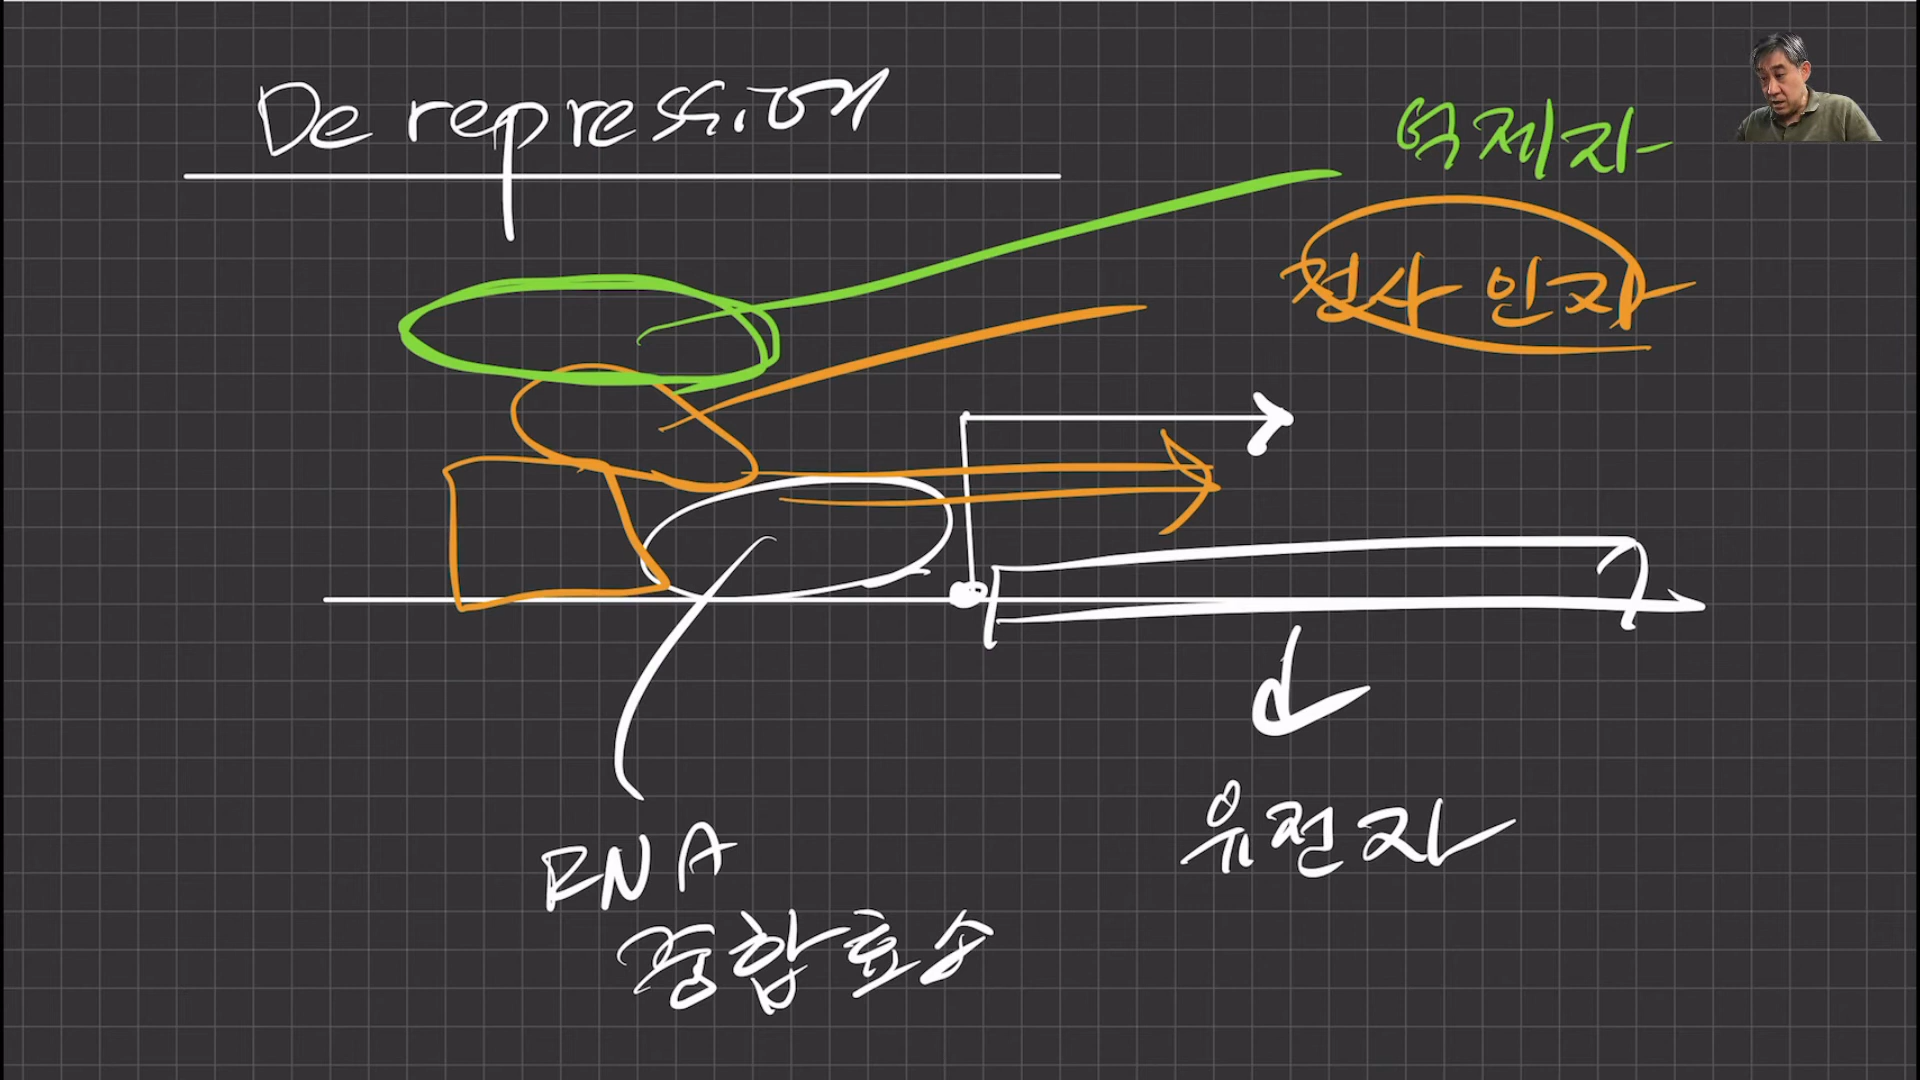 De repression
억제자
전사 인자
유전자
RNA
중합효소